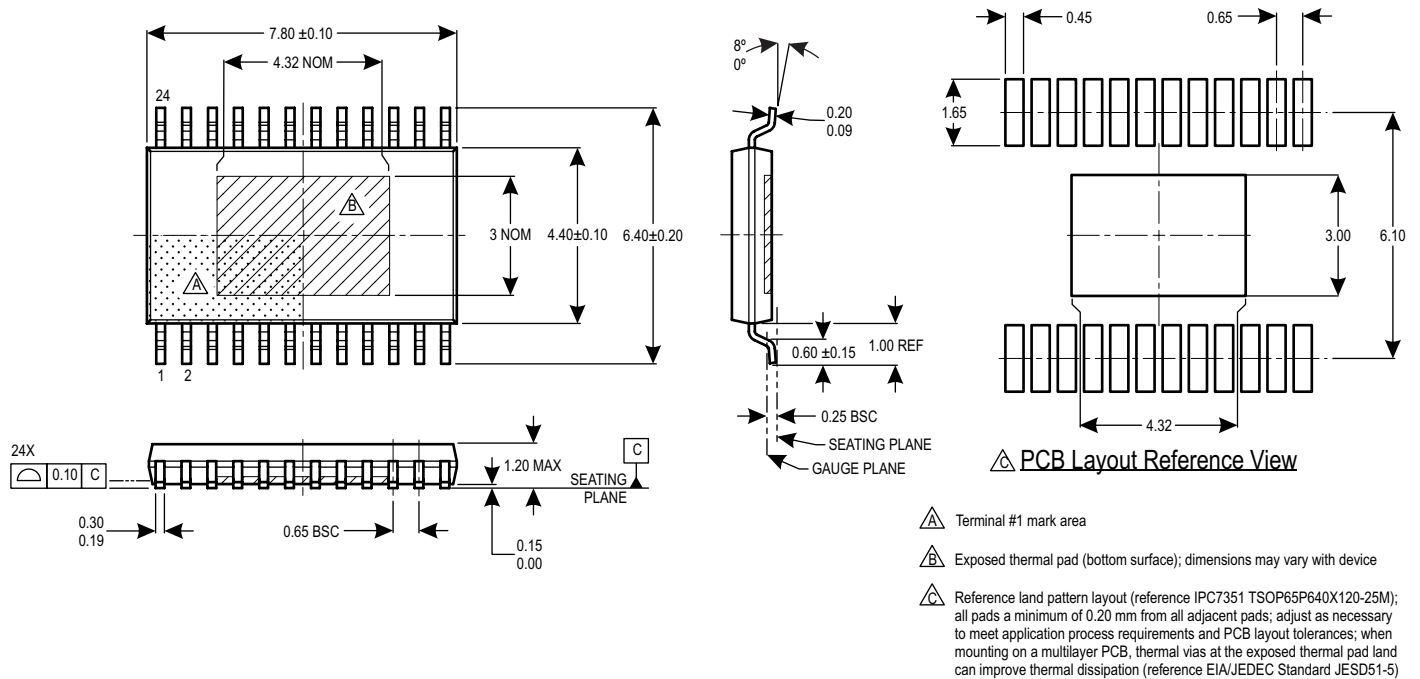 7.80 ±0.10
4.32 NOM
24
B
A
3 NOM
4.40±0.10
6.40±0.20
1 2
8º
0º
0.20
0.09
0.60 ±0.15
1.00 REF
0.25 BSC
SEATING PLANE
GAUGE PLANE
0.45
0.65
1.65
3.00
6.10
4.32
C PCB Layout Reference View
24X
0.10 C
0.30
0.19
0.65 BSC
1.20 MAX
C
SEATING
PLANE
0.15
0.00
A Terminal #1 mark area
B Exposed thermal pad (bottom surface); dimensions may vary with device
C Reference land pattern layout (reference IPC7351 TSOP65P640X120-25M);
all pads a minimum of 0.20 mm from all adjacent pads; adjust as necessary
to meet application process requirements and PCB layout tolerances; when
mounting on a multilayer PCB, thermal vias at the exposed thermal pad land
can improve thermal dissipation (reference EIA/JEDEC Standard JESD51-5)